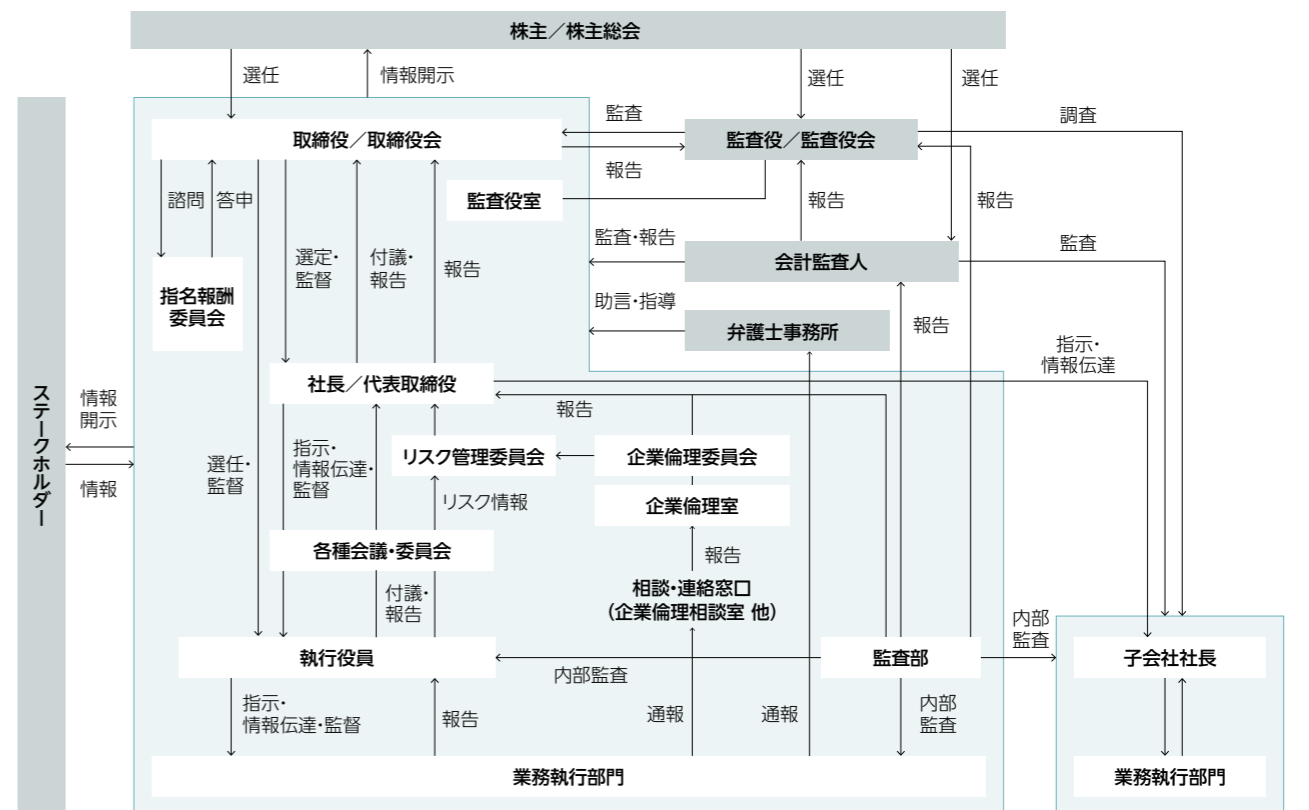 株主／株主総会
選任
情報開示
選任
選任
監査
調査
取締役／取締役会
監査役／監査役会
報告
諮問
答申
監査役室
報告
報告
監査・報告
監査
選定・
監督
付議・
報告
報告
会計監査人
指名報酬
委員会
助言・指導
弁護士事務所
報告
指示・
情報伝達
社長／代表取締役
ステークホルダー
情報
開示
報告
指示・
情報伝達・
監督
リスク管理委員会
企業倫理委員会
選任・
監督
情報
リスク情報
企業倫理室
各種会議・委員会
報告
付議・
報告
相談・連絡窓口
（企業倫理相談室 他）
内部
監査
執行役員
監査部
子会社社長
内部監査
指示・
情報伝達・監督
報告
通報
通報
内部
監査
業務執行部門
業務執行部門